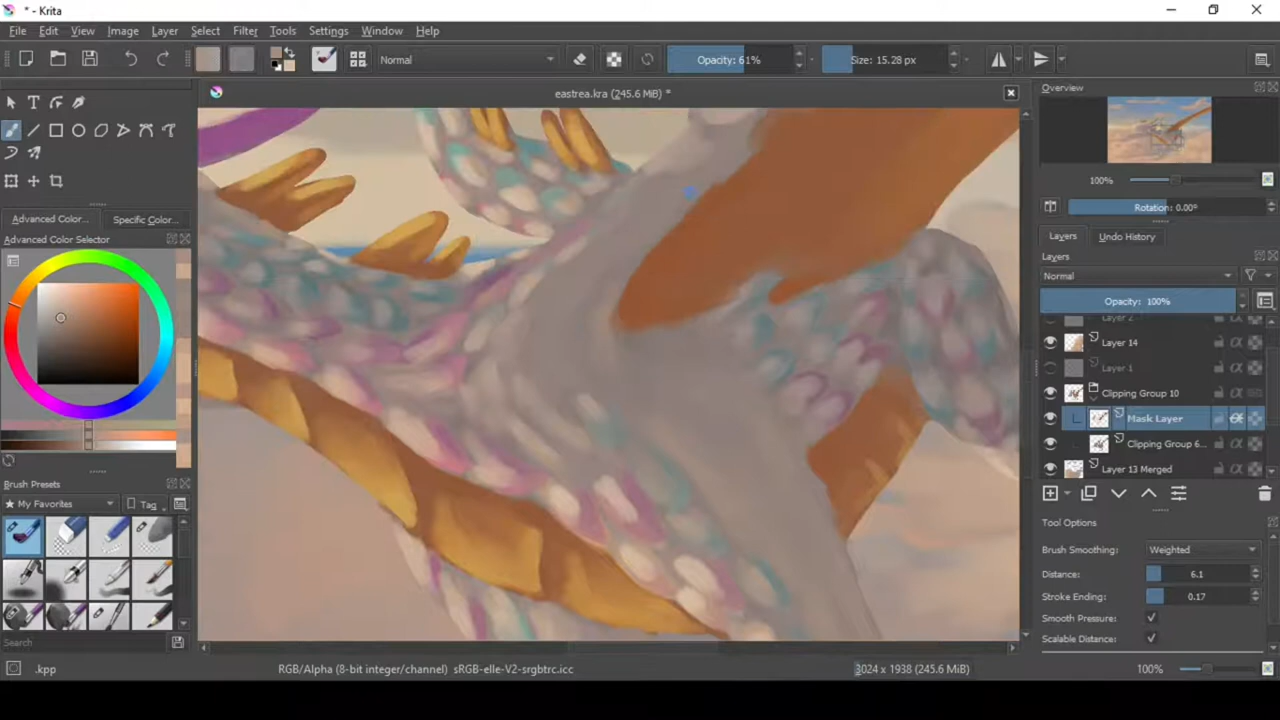 * - Krita
File Edit View Image Layer Select Filter Tools Settings Window Help
Normal Opacity: 61% Size: 15.28 px
eastrea.kra (245.6 MiB) *
Overview
100%
Rotation: 0.00°
Advanced Color... Specific Color...
Advanced Color Selector
Layers Undo History
Layers
Normal
Opacity: 100%
Layer 2
Layer 14
Layer 1
Clipping Group 10
Mask Layer
Clipping Group 6...
Layer 13 Merged
Brush Presets
My Favorites Tag
Search
Tool Options
Brush Smoothing: Weighted
Distance: 6.1
Stroke Ending: 0.17
Smooth Pressure:
Scalable Distance:
.kpp RGB/Alpha (8-bit integer/channel) sRGB-elle-V2-srgbtrc.icc 3024 x 1938 (245.6 MiB) 100%